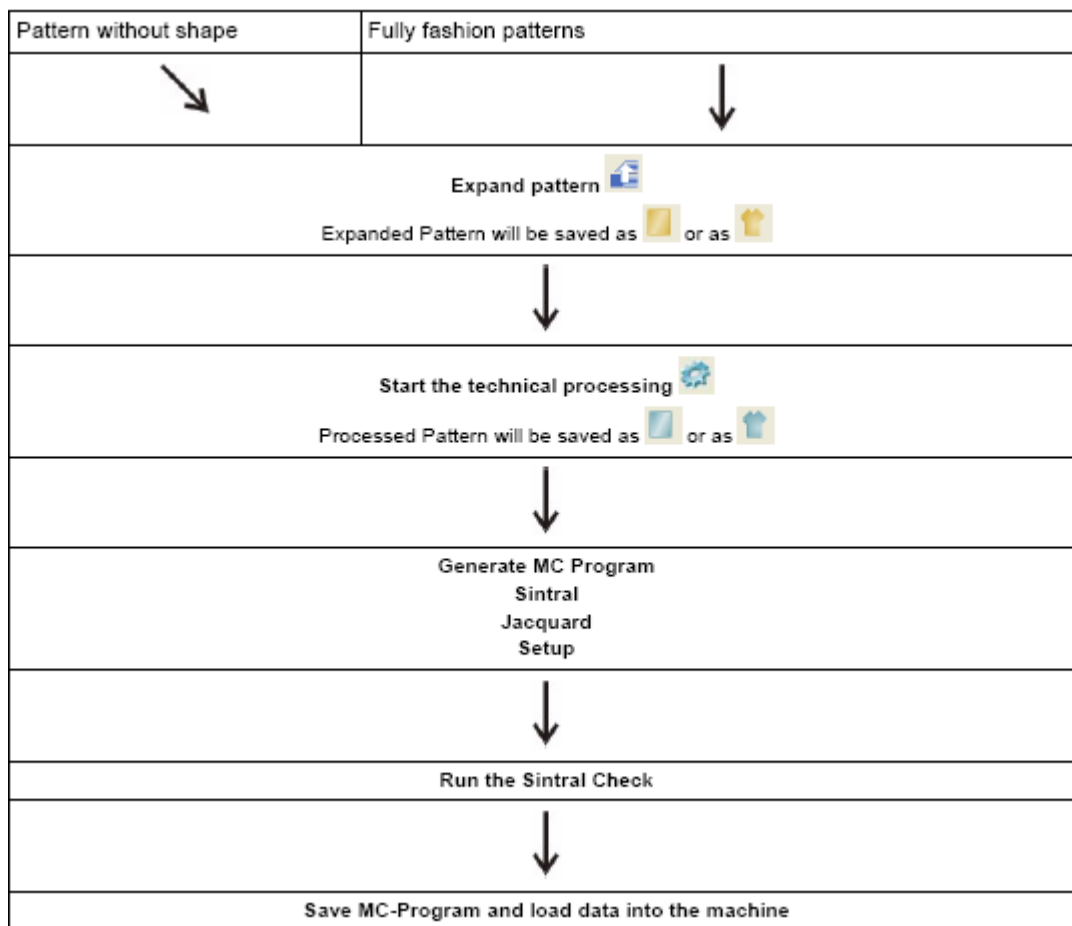 Pattern without shape
Fully fashion patterns
Expand pattern
Expanded Pattern will be saved as or as
Start the technical processing
Processed Pattern will be saved as or as
Generate MC Program
Sintral
Jacquard
Setup
Run the Sintral Check
Save MC-Program and load data into the machine